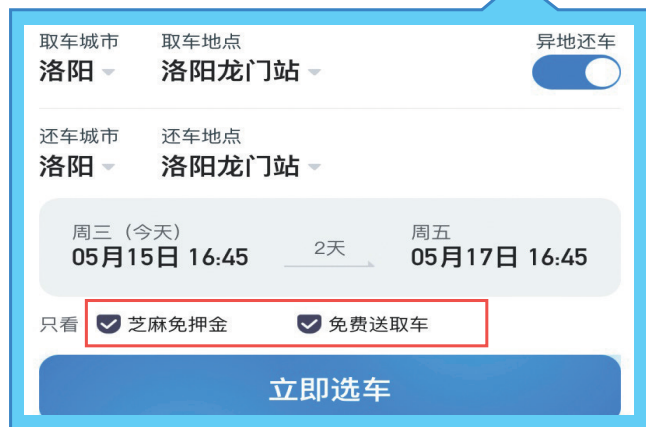 取车城市 取车地点 异地还车
洛阳 洛阳龙门站
还车城市 还车地点
洛阳 洛阳龙门站
周三（今天） 周五
05月15日 16:45 2天 05月17日 16:45
只看 芝麻免押金 免费送取车
立即选车